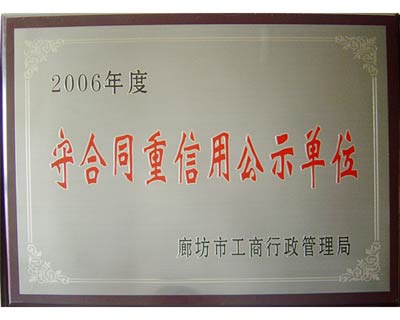 2006年度
守合同重信用公示单位
廊坊市工商行政管理局